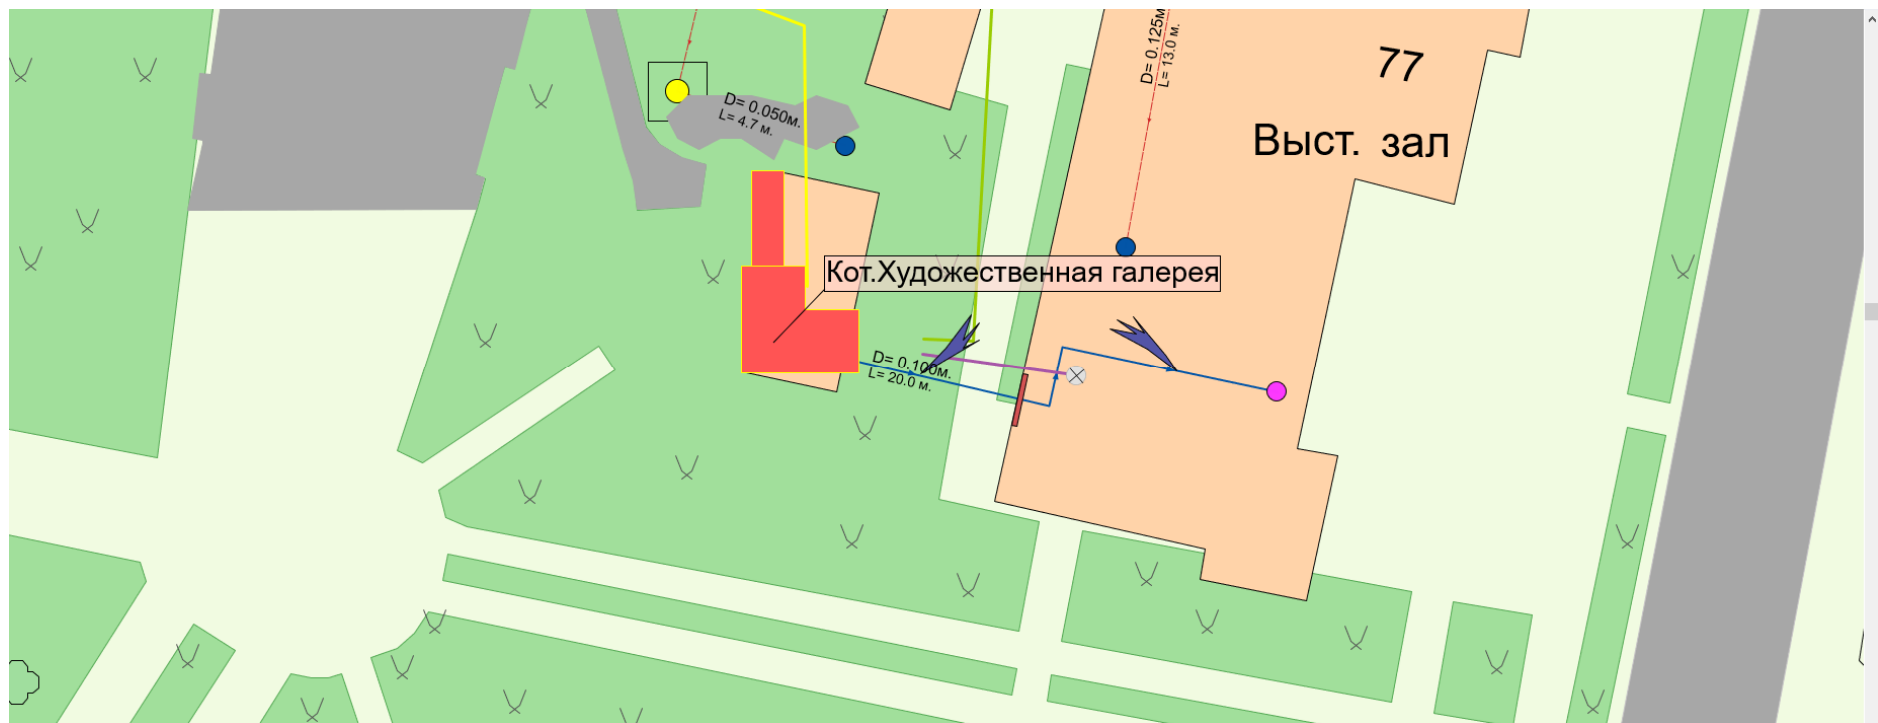 D= 0.125м
L= 13.0 м.
77
Выст. зал
D= 0.050м.
L= 4.7 м.
Кот.Художественная галерея
D= 0.100м.
L= 20.0 м.